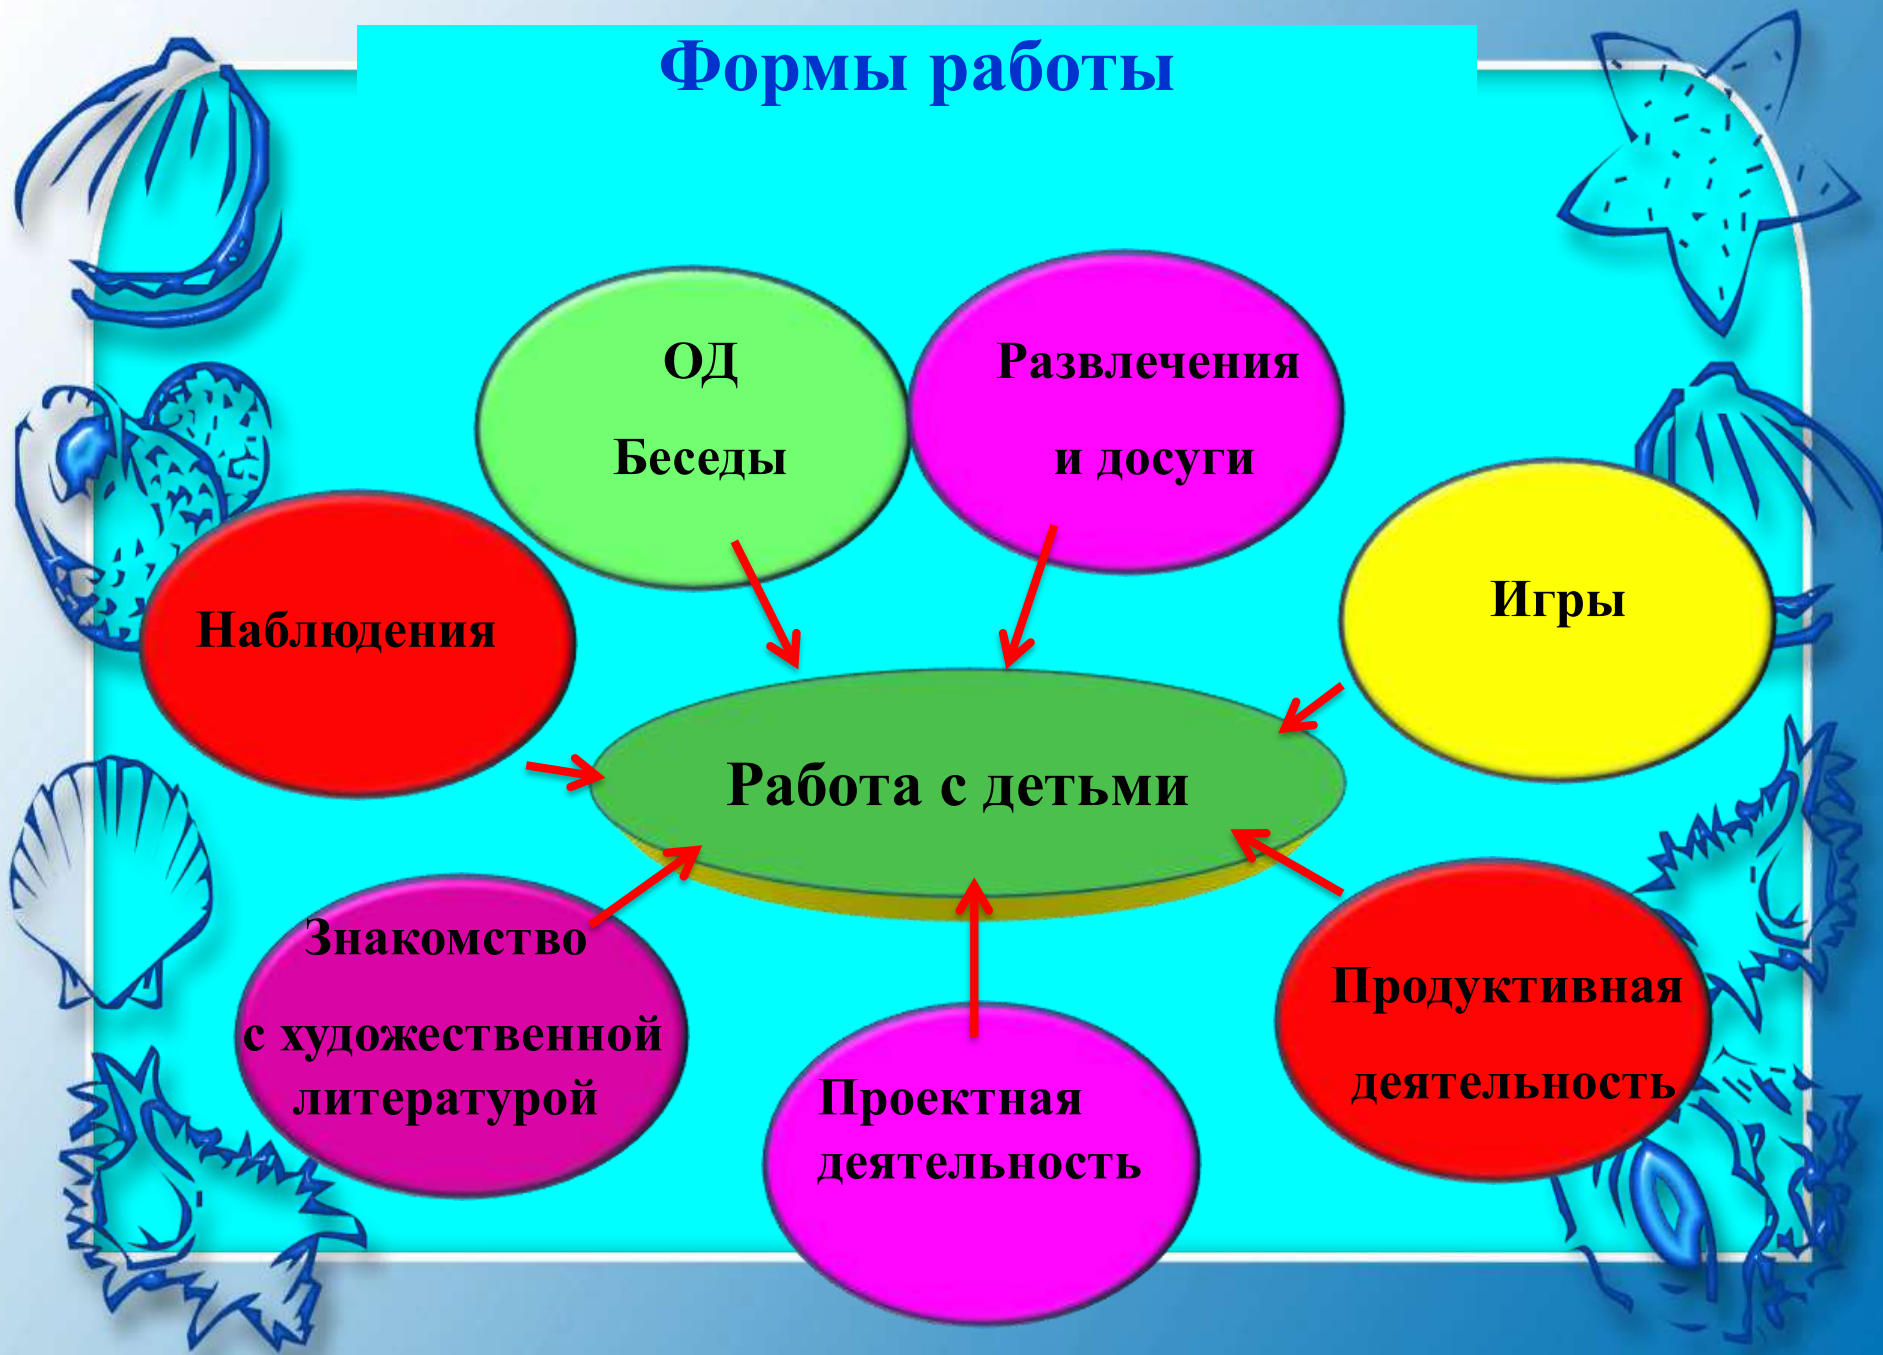 Формы работы
ОД
Беседы
Развлечения
и досуги
Игры
Наблюдения
Работа с детьми
Знакомство
с художественной
литературой
Проектная
деятельность
Продуктивная
деятельность